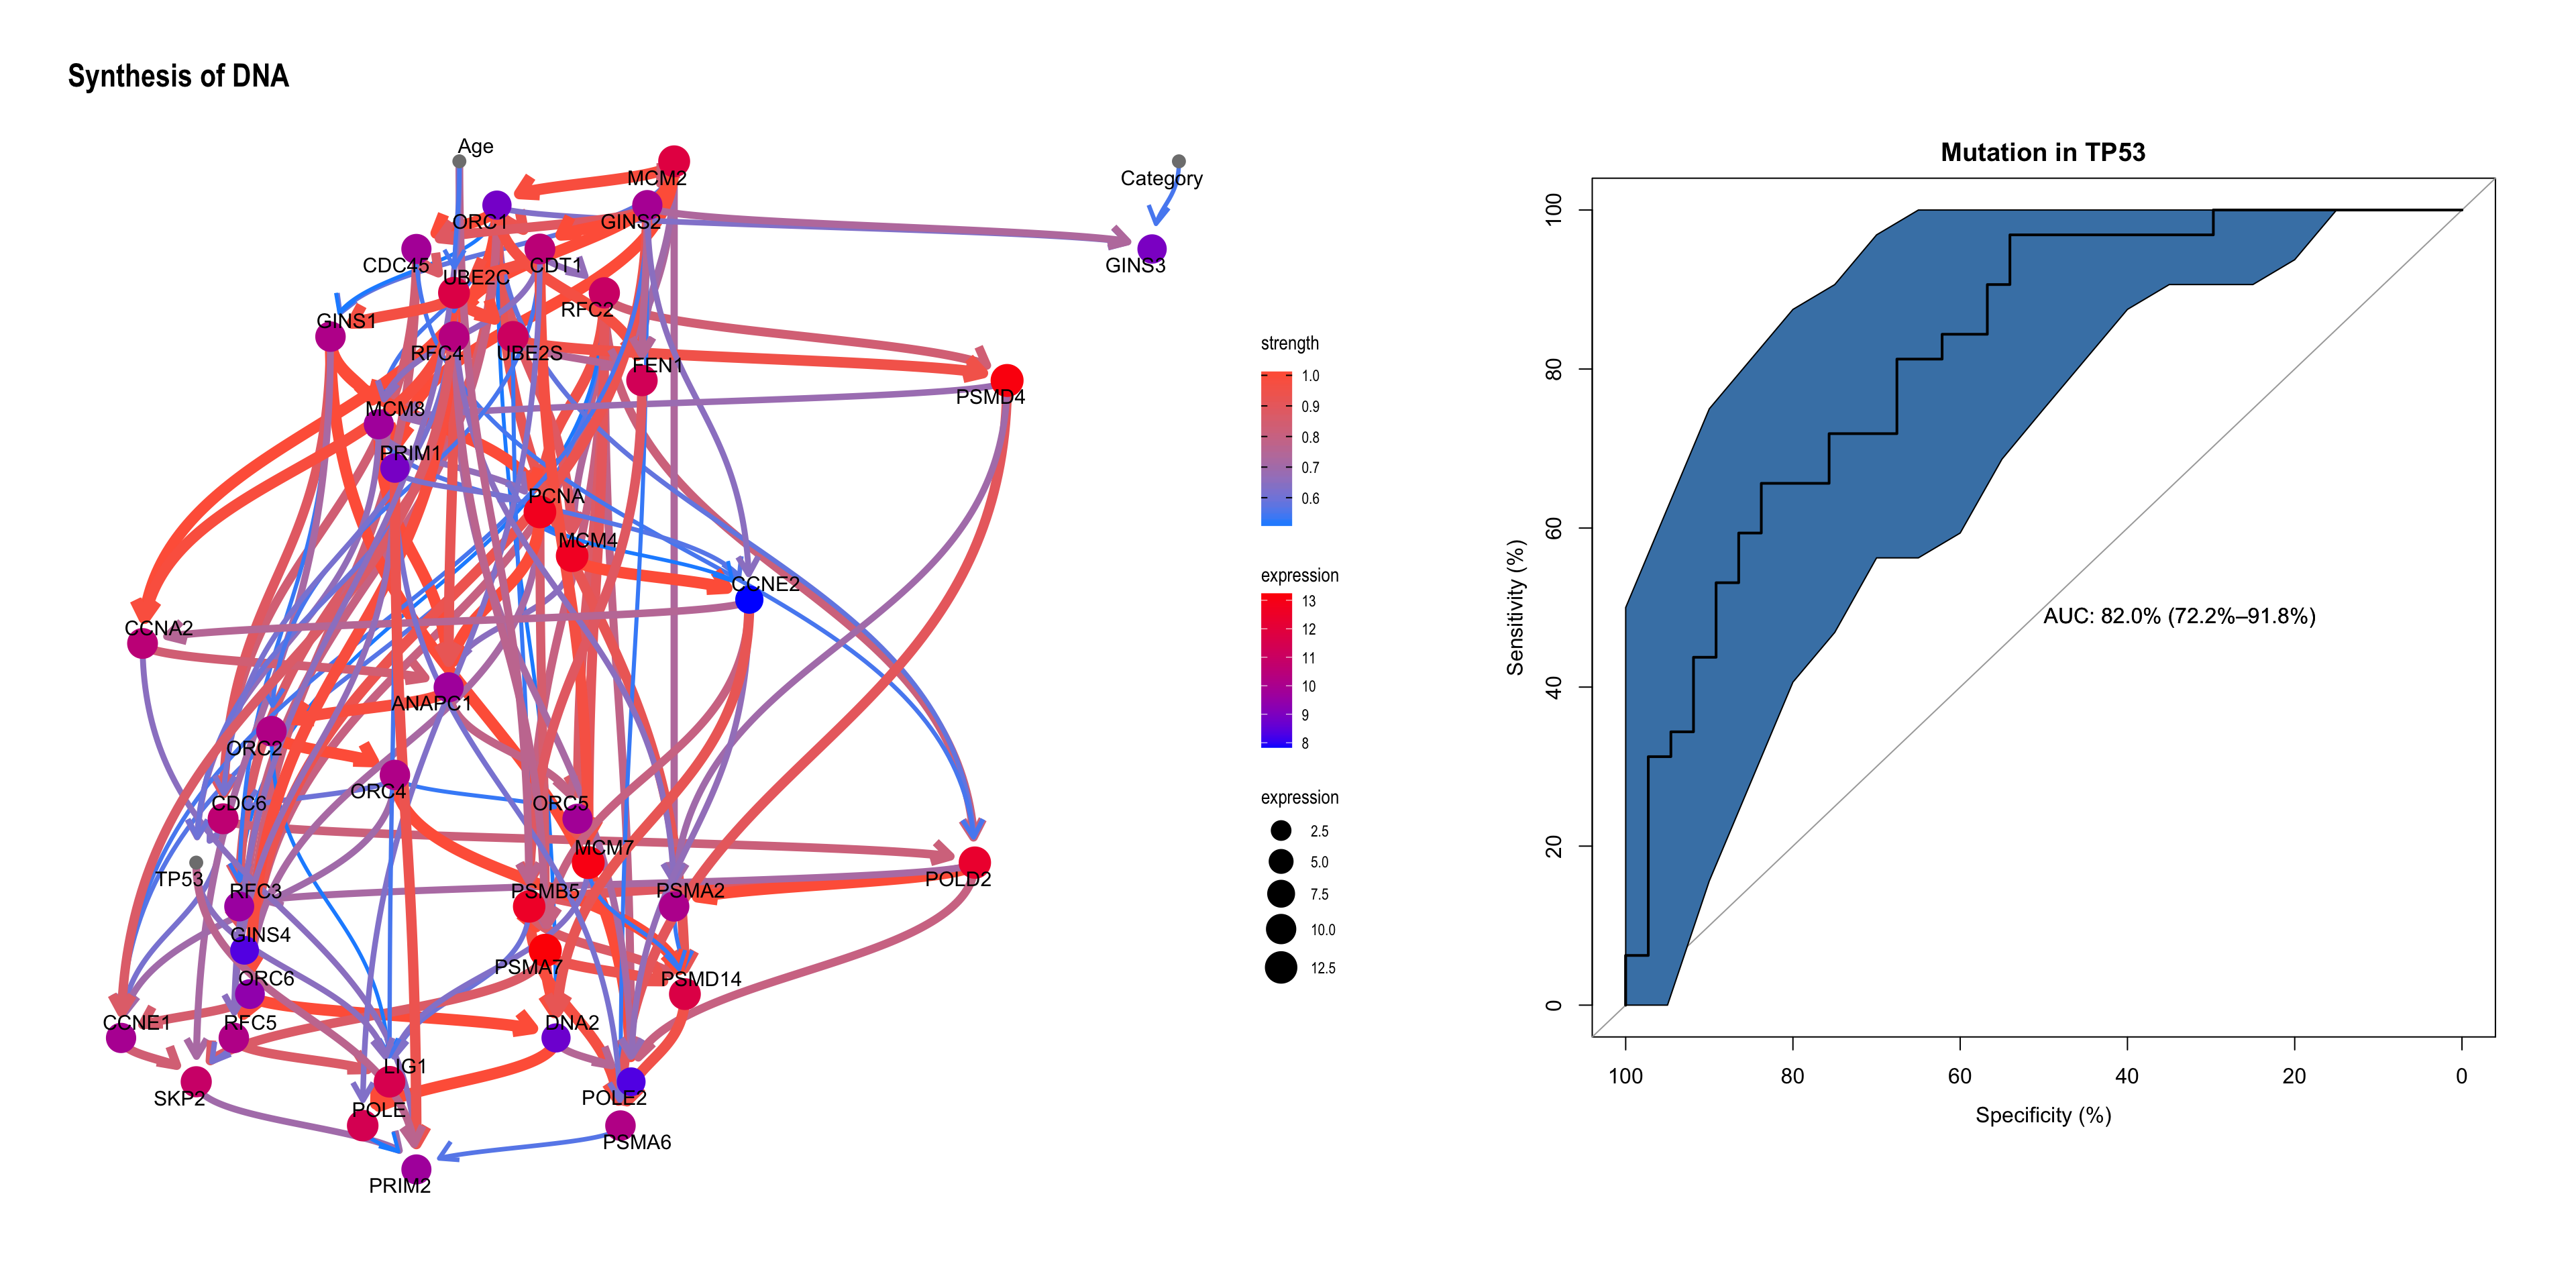 Synthesis of DNA
Age
MCM2
Category
ORC1
GINS2
CDC45
UBE2C
CDT1
GINS3
RFC2
GINS1
RFC4
UBE2S
FEN1
PSMD4
MCM8
PRIM1
PCNA
MCM4
CCNE2
CCNA2
ANAPC1
ORC2
ORC4
CDC6
ORC5
MCM7
TP53
RFC3
PSMB5
PSMA2
POLD2
GINS4
PSMA7
ORC6
PSMD14
CCNE1
RFC5
DNA2
LIG1
SKP2
POLE
POLE2
PSMA6
PRIM2
strength
1.0
0.9
0.8
0.7
0.6
expression
13
12
11
10
9
8
expression
2.5
5.0
7.5
10.0
12.5
Mutation in TP53
Sensitivity (%)
100
80
60
40
20
0
AUC: 82.0% (72.2%–91.8%)
100 80 60 40 20 0
Specificity (%)